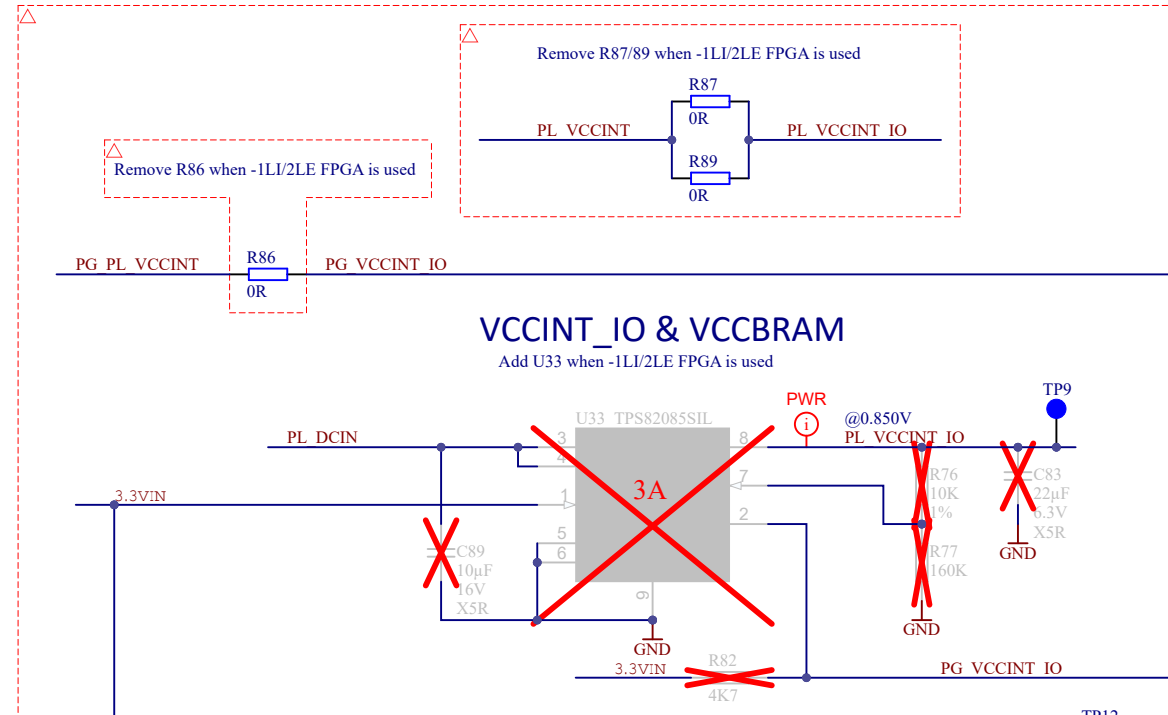 Remove R87/89 when -1LI/2LE FPGA is used
R87
PL_VCCINT
PL_VCCINT_IO
0R
R89
0R
Remove R86 when -1LI/2LE FPGA is used
PG_PL_VCCINT
R86
PG_VCCINT_IO
0R
VCCINT_IO & VCCBRAM
Add U33 when -1LI/2LE FPGA is used
U33 TPS82085SIL
PWR
i
@0.850V
TP9
PL_DCIN
3
8
PL_VCCINT_IO
4
3A
7
R76
10K
1%
C83
22µF
6.3V
X5R
3.3VIN
1
2
5
6
C89
10µF
16V
X5R
R77
160K
GND
9
GND
GND
3.3VIN
R82
4K7
PG_VCCINT_IO
TP12